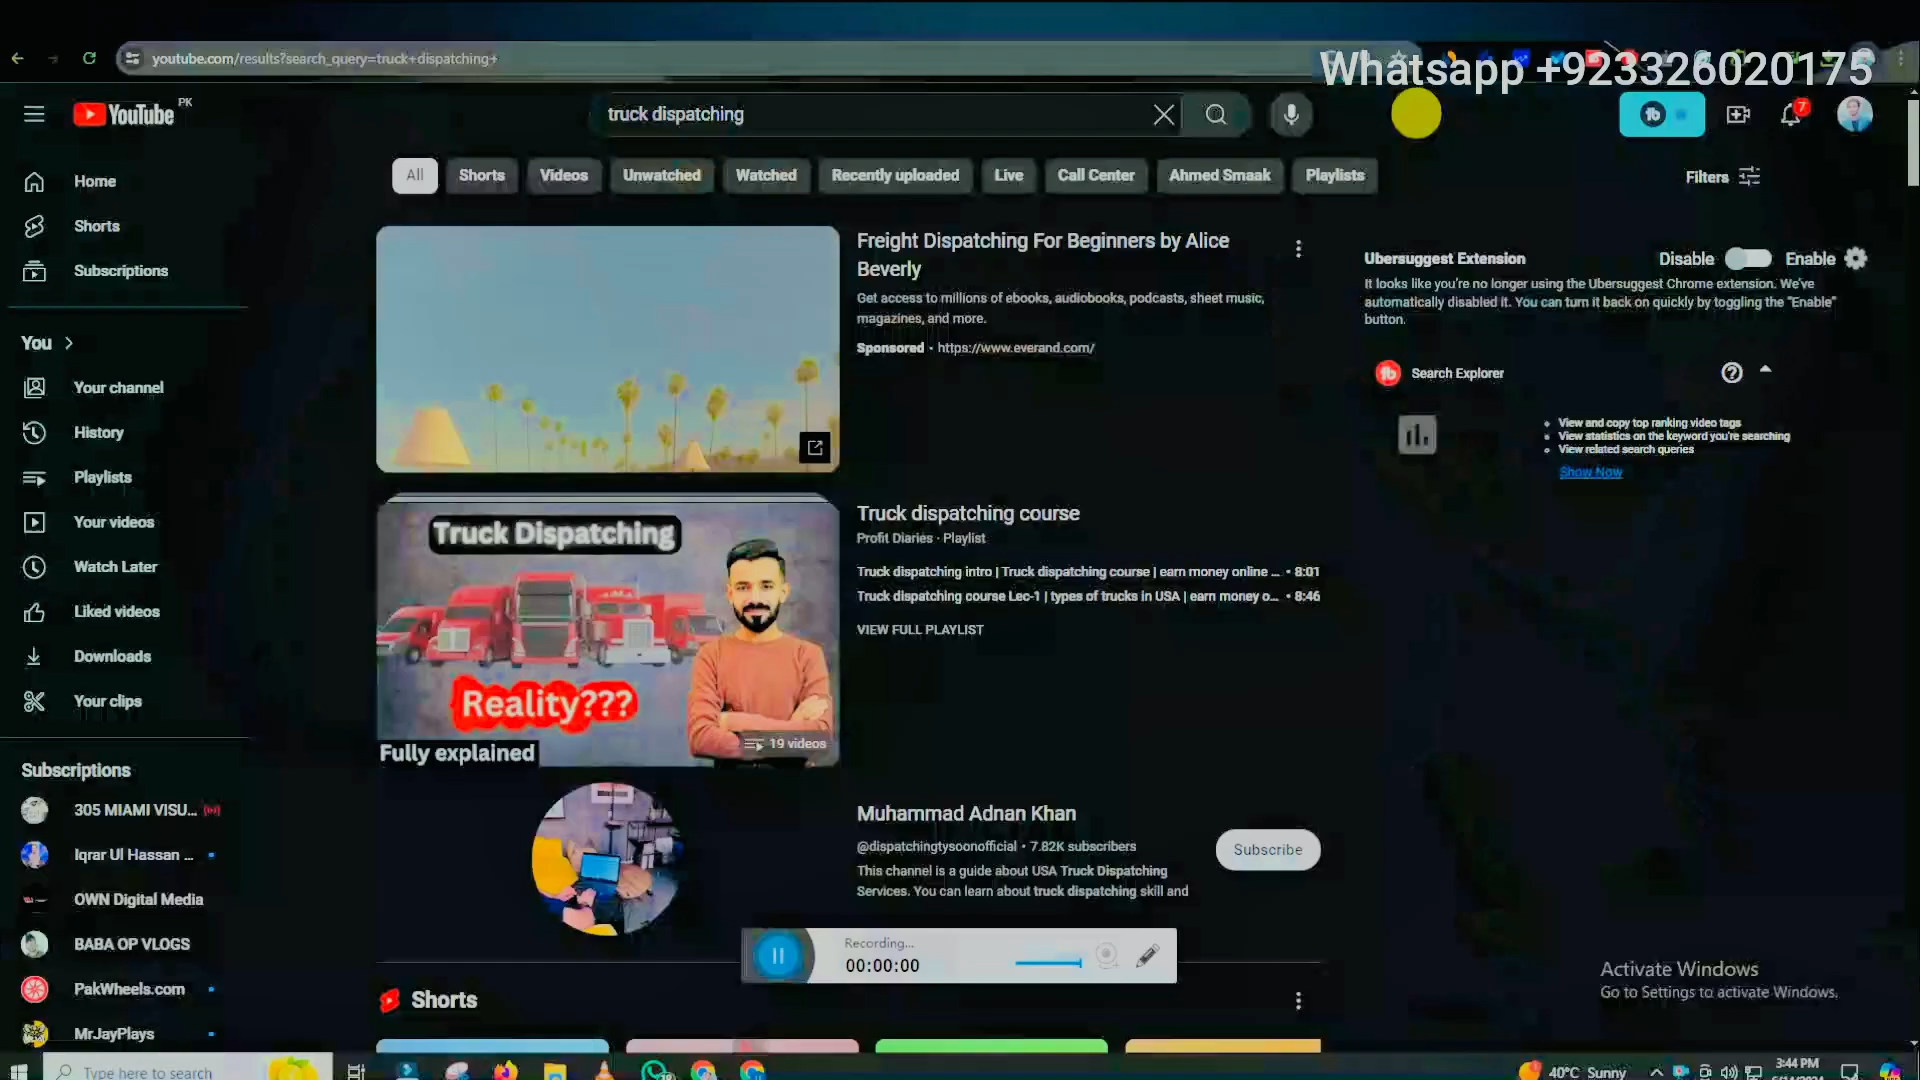 youtube.com/results?search_query=truck+dispatching+
Whatsapp +923326020175
YouTube PK
truck dispatching
7
All
Shorts
Videos
Unwatched
Watched
Recently uploaded
Live
Call Center
Ahmed Smaak
Playlists
Filters
Home
Shorts
Subscriptions
You
Your channel
History
Playlists
Your videos
Watch Later
Liked videos
Downloads
Your clips
Subscriptions
305 MIAMI VISU...
Iqrar Ul Hassan ...
OWN Digital Media
BABA OP VLOGS
PakWheels.com
MrJayPlays
Freight Dispatching For Beginners by Alice
Beverly
Get access to millions of ebooks, audiobooks, podcasts, sheet music,
magazines, and more.
Sponsored · https://www.everand.com/
Truck Dispatching
Reality???
Fully explained
19 videos
Truck dispatching course
Profit Diaries · Playlist
Truck dispatching intro | Truck dispatching course | earn money online ... • 8:01
Truck dispatching course Lec-1 | types of trucks in USA | earn money o... • 8:46
VIEW FULL PLAYLIST
Muhammad Adnan Khan
@dispatchingtysoonofficial • 7.82K subscribers
This channel is a guide about USA Truck Dispatching
Services. You can learn about truck dispatching skill and
Subscribe
Shorts
Ubersuggest Extension
Disable
Enable
It looks like you're no longer using the Ubersuggest Chrome extension. We've
automatically disabled it. You can turn it back on quickly by toggling the "Enable"
button.
Search Explorer
View and copy top ranking video tags
View statistics on the keyword you're searching
View related search queries
Show Now
Recording...
00:00:00
Activate Windows
Go to Settings to activate Windows.
Type here to search
40°C Sunny
3:44 PM